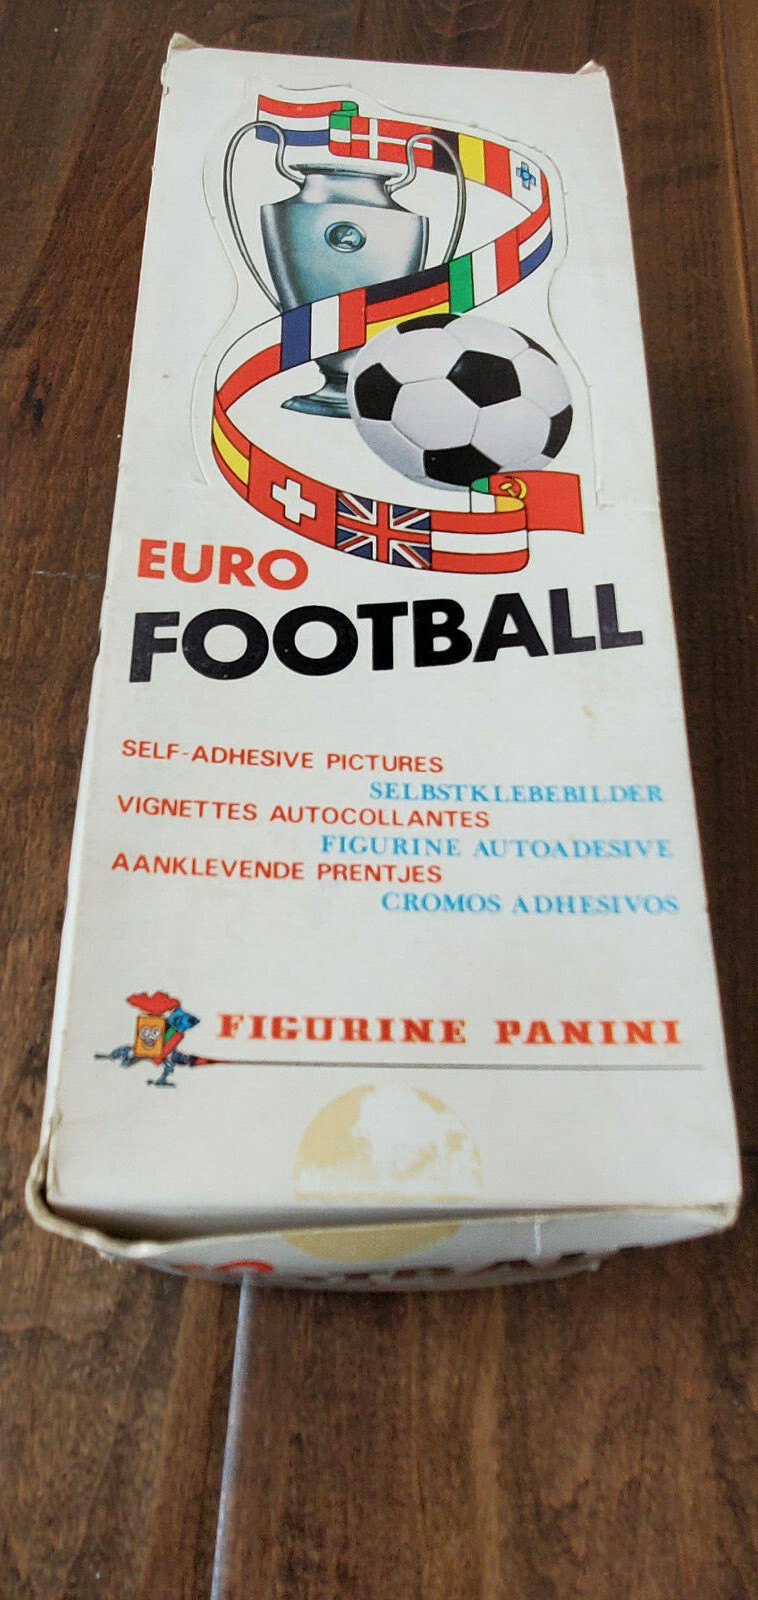 EURO
FOOTBALL
SELF-ADHESIVE PICTURES
SELBSTKLEBEBILDER
VIGNETTES AUTOCOLLANTES
FIGURINE AUTOADESIVE
AANKLEVENDE PRENTJES
CROMOS ADHESIVOS
FIGURINE PANINI